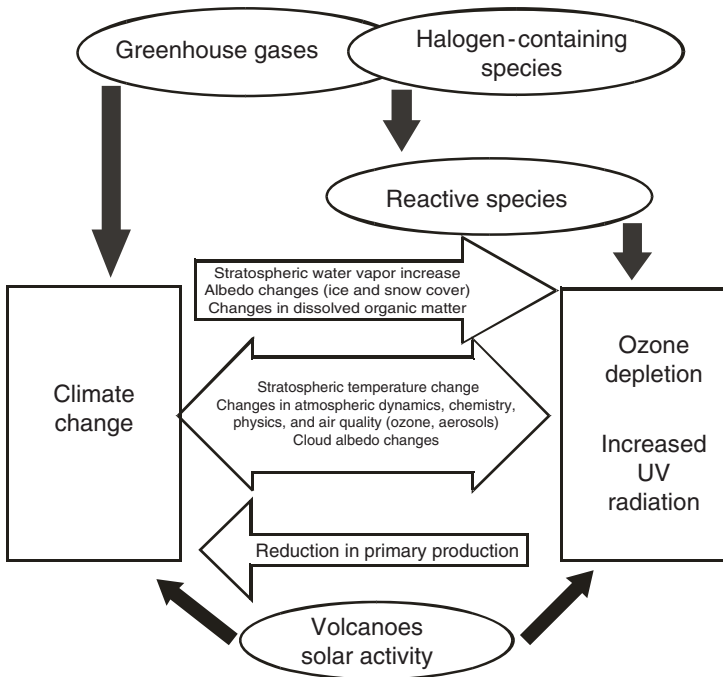 Greenhouse gases
Halogen-containing
species
Reactive species
Stratospheric water vapor increase
Albedo changes (ice and snow cover)
Changes in dissolved organic matter
Climate
change
Stratospheric temperature change
Changes in atmospheric dynamics, chemistry,
physics, and air quality (ozone, aerosols)
Cloud albedo changes
Ozone
depletion
Increased
UV
radiation
Reduction in primary production
Volcanoes
solar activity